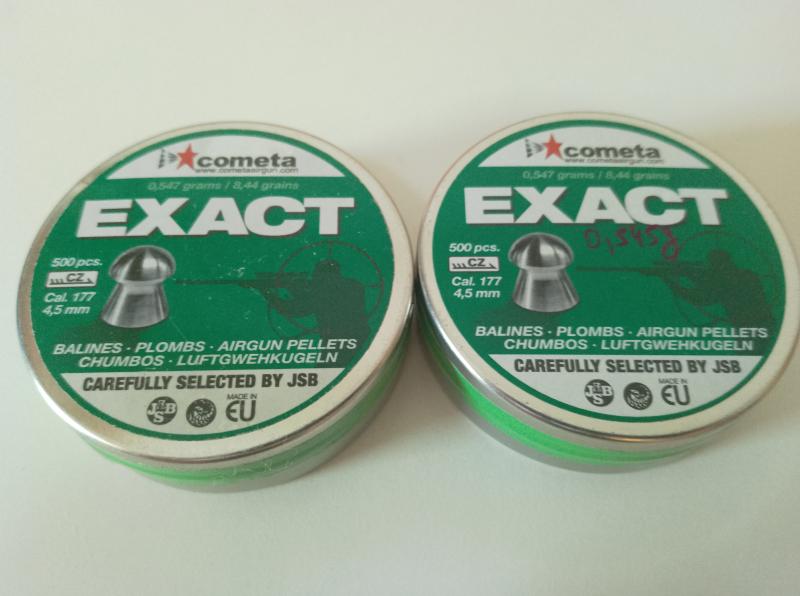 cometa
www.cometaairgun.com
0,547 grams / 8,44 grains
EXACT
500 pcs.
CZ
Cal. 177
4,5 mm
BALINES · PLOMBS · AIRGUN PELLETS
CHUMBOS · LUFTGWEHKUGELN
CAREFULLY SELECTED BY JSB
JSB
MADE IN
EU
cometa
www.cometaairgun.com
0,547 grams / 8,44 grains
EXACT
0,545g
500 pcs.
CZ
Cal. 177
4,5 mm
BALINES · PLOMBS · AIRGUN PELLETS
CHUMBOS · LUFTGWEHKUGELN
CAREFULLY SELECTED BY JSB
JSB
MADE IN
EU